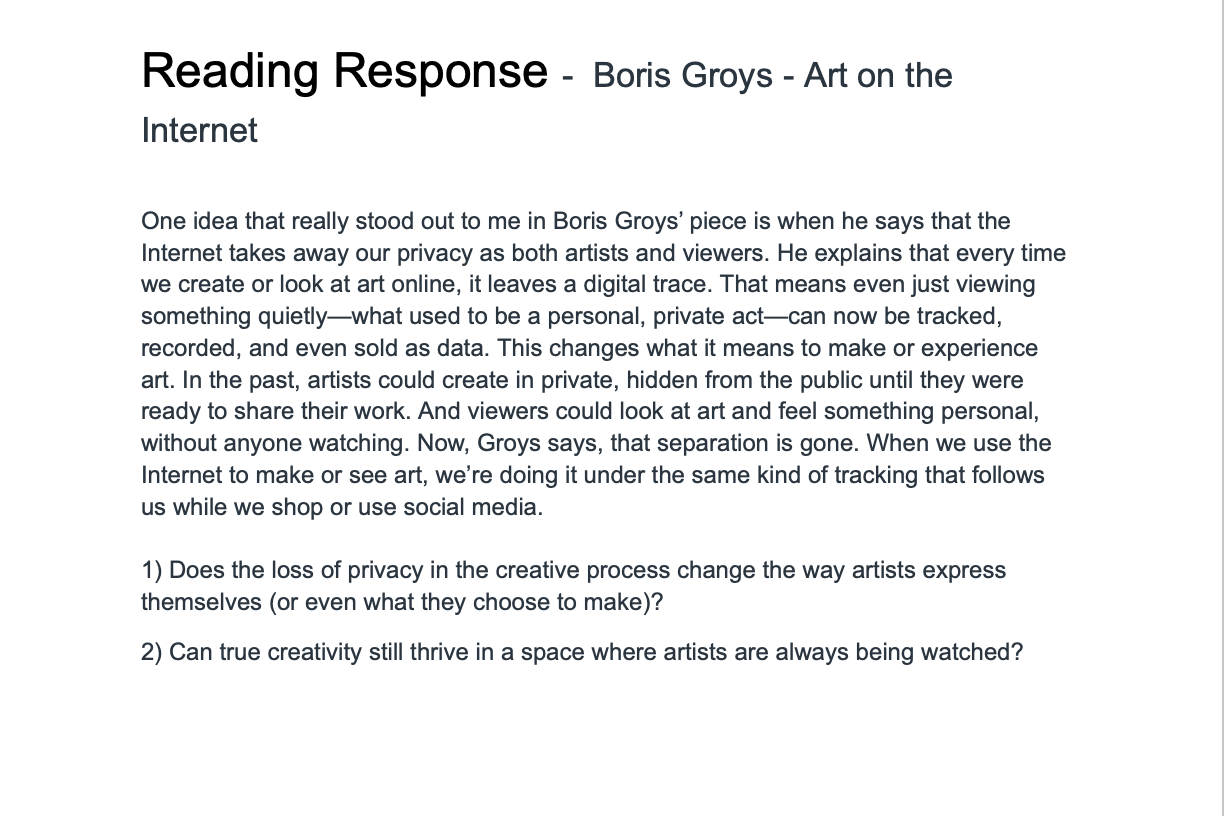 Reading Response - Boris Groys - Art on the
Internet
One idea that really stood out to me in Boris Groys’ piece is when he says that the
Internet takes away our privacy as both artists and viewers. He explains that every time
we create or look at art online, it leaves a digital trace. That means even just viewing
something quietly—what used to be a personal, private act—can now be tracked,
recorded, and even sold as data. This changes what it means to make or experience
art. In the past, artists could create in private, hidden from the public until they were
ready to share their work. And viewers could look at art and feel something personal,
without anyone watching. Now, Groys says, that separation is gone. When we use the
Internet to make or see art, we’re doing it under the same kind of tracking that follows
us while we shop or use social media.
1) Does the loss of privacy in the creative process change the way artists express
themselves (or even what they choose to make)?
2) Can true creativity still thrive in a space where artists are always being watched?